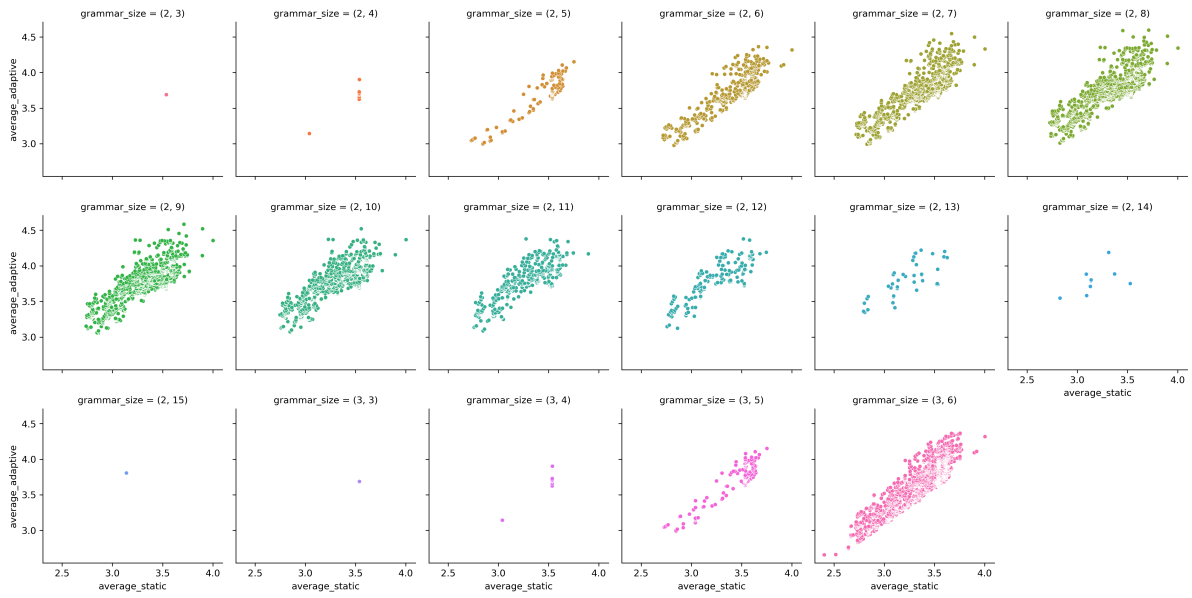 grammar_size = (2, 3)
grammar_size = (2, 4)
grammar_size = (2, 5)
grammar_size = (2, 6)
grammar_size = (2, 7)
grammar_size = (2, 8)
4.5
4.0
3.5
3.0
average_adaptive
grammar_size = (2, 9)
grammar_size = (2, 10)
grammar_size = (2, 11)
grammar_size = (2, 12)
grammar_size = (2, 13)
grammar_size = (2, 14)
4.5
4.0
3.5
3.0
average_adaptive
2.5 3.0 3.5 4.0
average_static
grammar_size = (2, 15)
grammar_size = (3, 3)
grammar_size = (3, 4)
grammar_size = (3, 5)
grammar_size = (3, 6)
4.5
4.0
3.5
3.0
average_adaptive
2.5 3.0 3.5 4.0
average_static
2.5 3.0 3.5 4.0
average_static
2.5 3.0 3.5 4.0
average_static
2.5 3.0 3.5 4.0
average_static
2.5 3.0 3.5 4.0
average_static